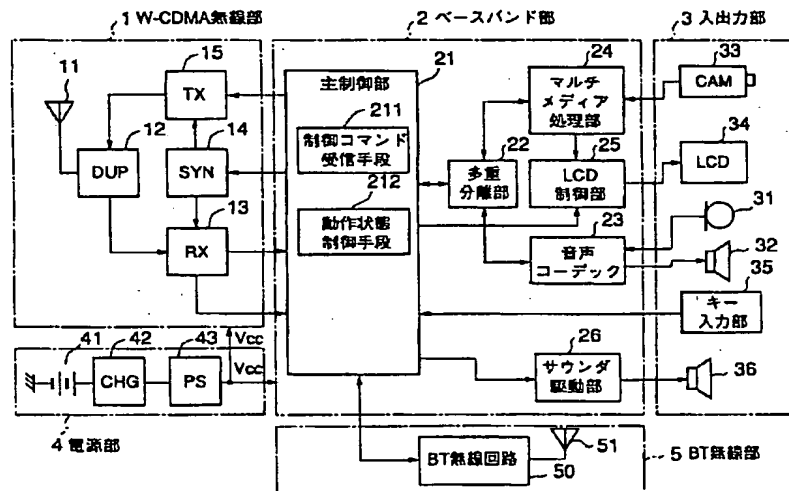 1 W-CDMA無線部
2 ベースバンド部
3 入出力部
15
TX
11
12
DUP
14
SYN
13
RX
21
主制御部
211
制御コマンド
受信手段
212
動作状態
制御手段
24
マルチ
メディア
処理部
22
多重
分離部
25
LCD
制御部
23
音声
コーデック
26
サウンダ
駆動部
33
CAM
34
LCD
31
32
35
キー
入力部
36
41
42
CHG
43
PS
Vcc
Vcc
4 電源部
51
BT無線回路
50
5 BT無線部